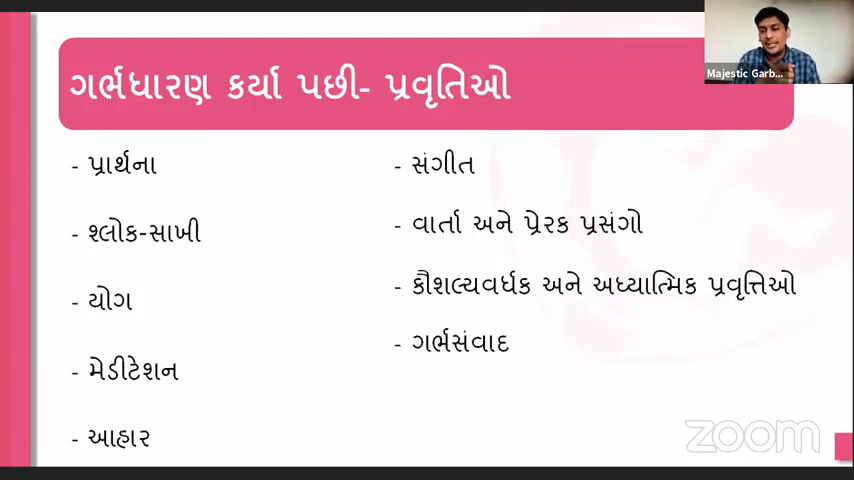 ગર્ભધારણ કર્યા પછી- પ્રવૃતિઓ
- પ્રાર્થના
- શ્લોક-સાખી
- યોગ
- મેડીટેશન
- આહાર
- સંગીત
- વાર્તા અને પ્રેરક પ્રસંગો
- કૌશલ્યવર્ધક અને અધ્યાત્મિક પ્રવૃત્તિઓ
- ગર્ભસંવાદ
Majestic Garb...
zoom